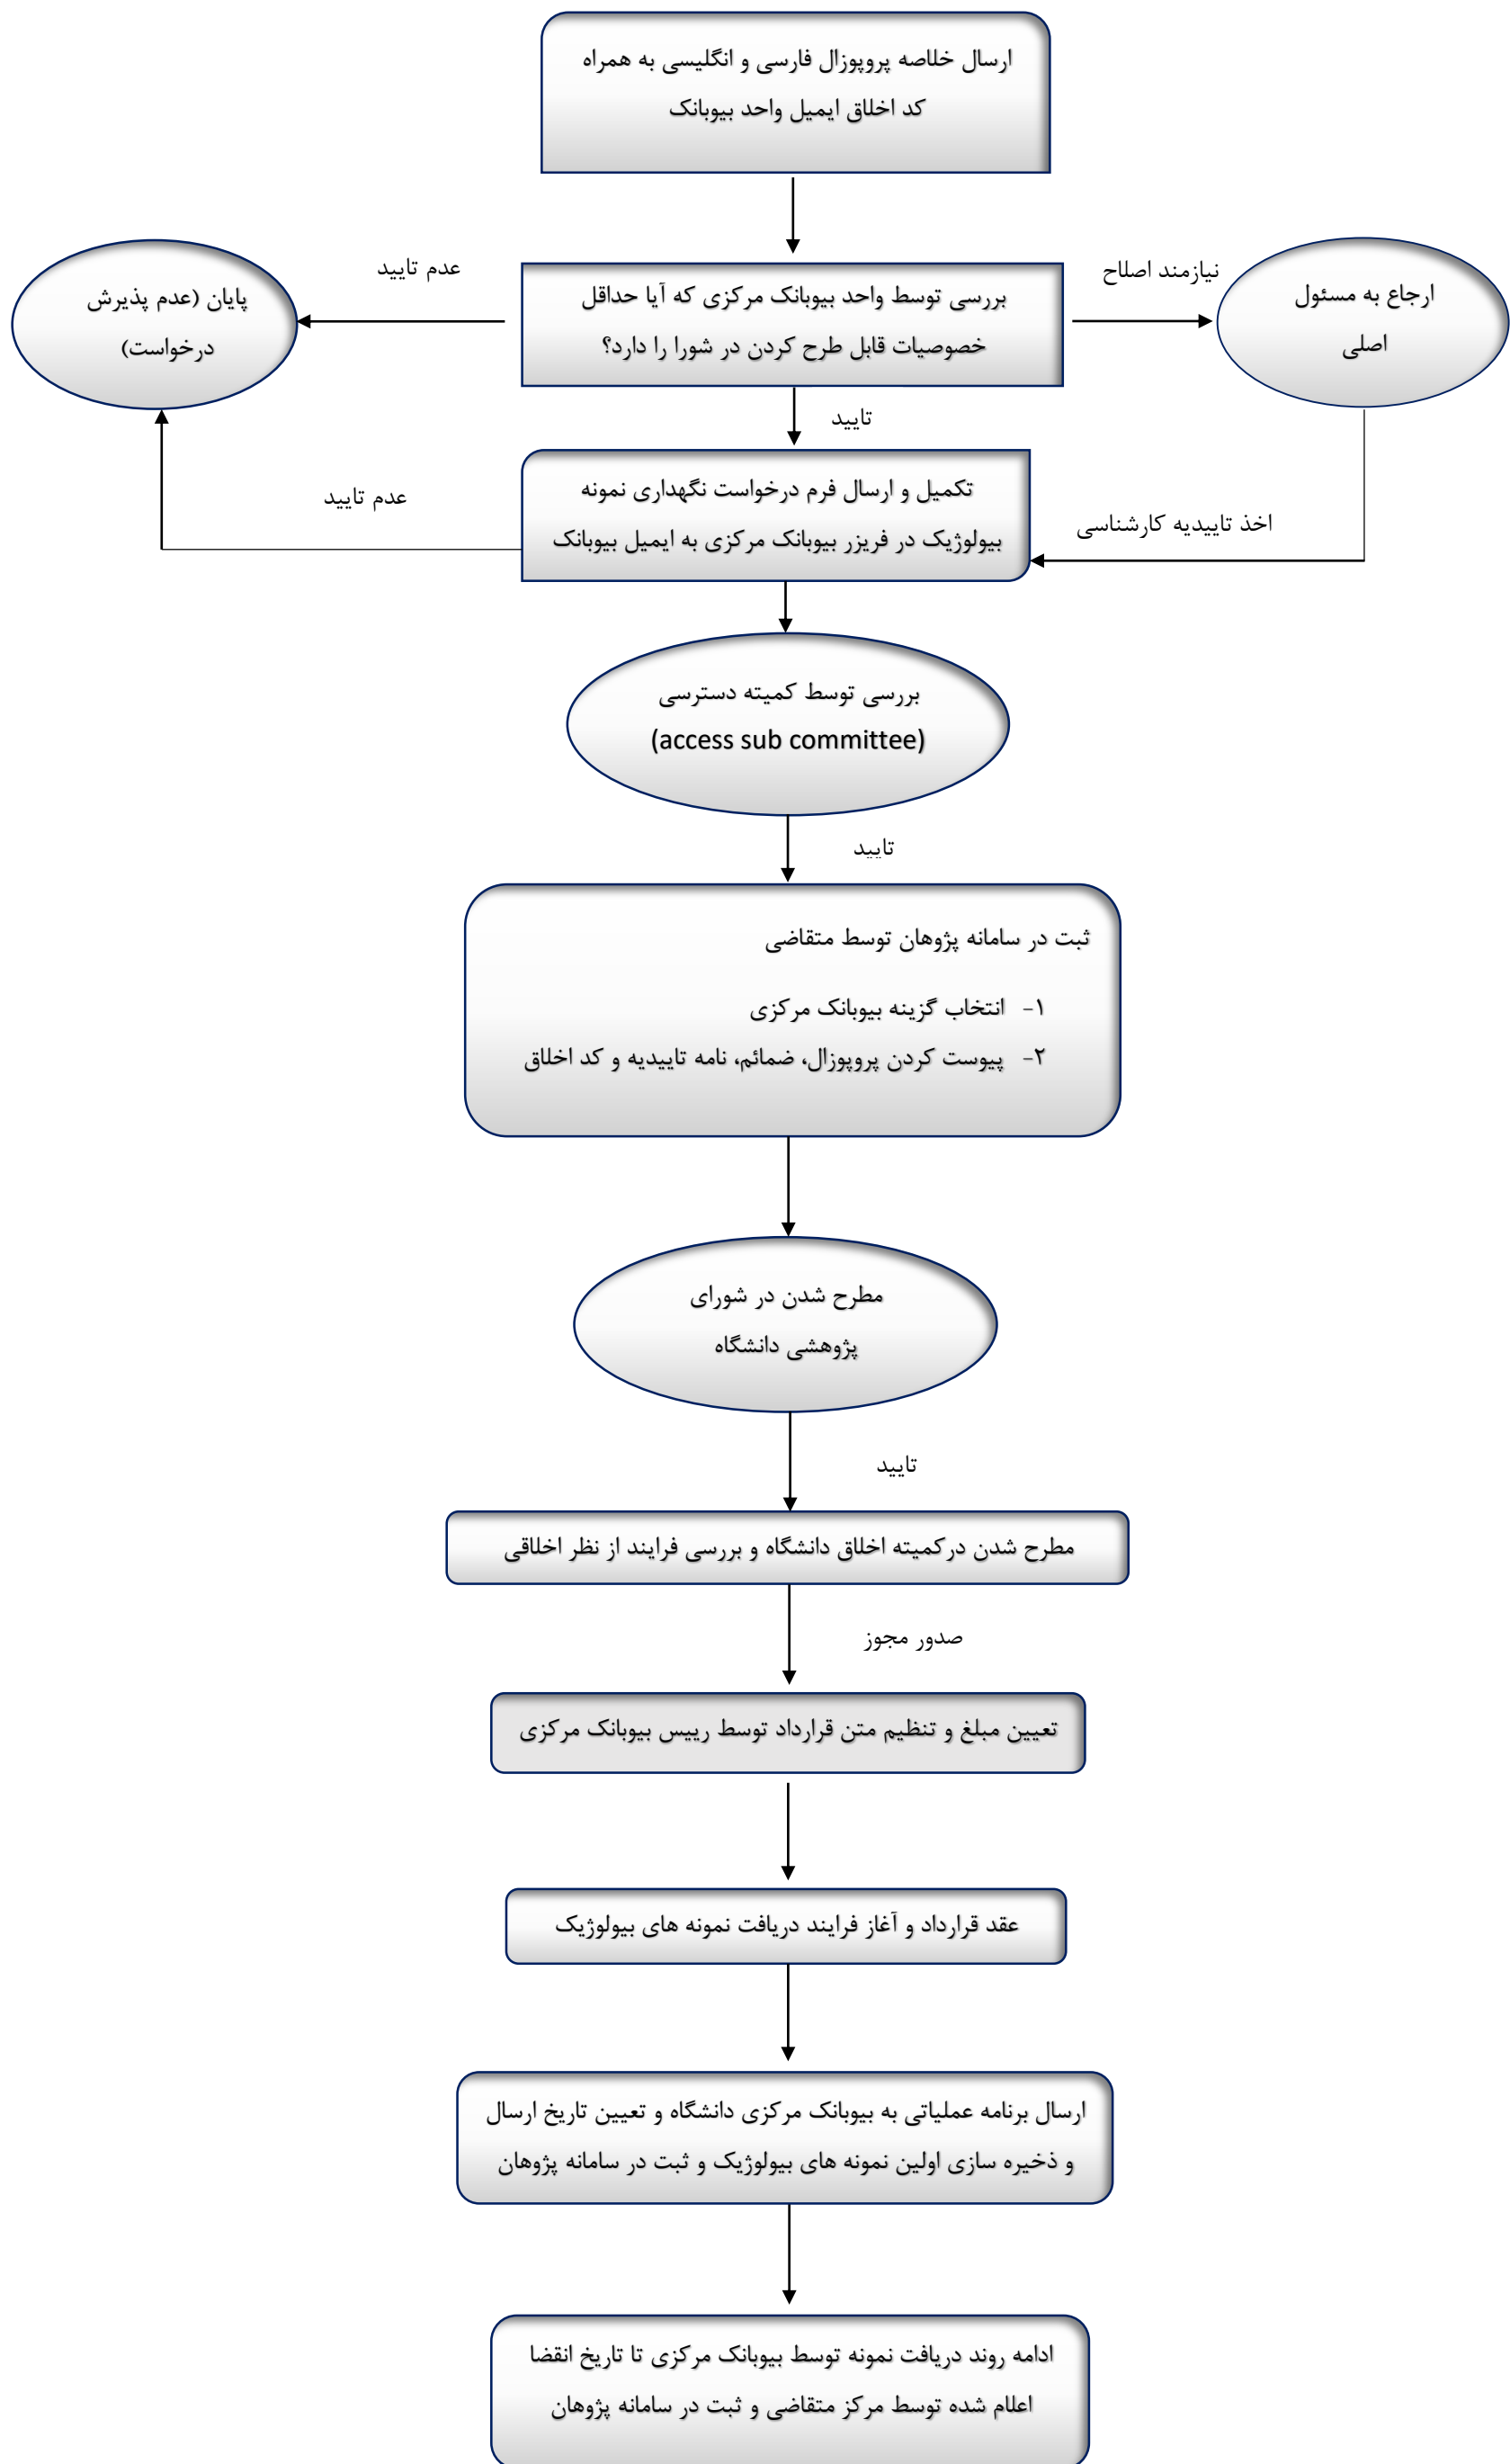 ارسال خلاصه پروپوزال فارسی و انگلیسی به همراه
کد اخلاق ایمیل واحد بیوبانک
عدم تایید
نیازمند اصلاح
پایان (عدم پذیرش
درخواست)
بررسی توسط واحد بیوبانک مرکزی که آیا حداقل
خصوصیات قابل طرح کردن در شورا را دارد؟
ارجاع به مسئول
اصلی
تایید
عدم تایید
تکمیل و ارسال فرم درخواست نگهداری نمونه
بیولوژیک در فریزر بیوبانک مرکزی به ایمیل بیوبانک
اخذ تاییدیه کارشناسی
بررسی توسط کمیته دسترسی
(access sub committee)
تایید
ثبت در سامانه پژوهان توسط متقاضی
۱- انتخاب گزینه بیوبانک مرکزی
۲- پیوست کردن پروپوزال، ضمائم، نامه تاییدیه و کد اخلاق
مطرح شدن در شورای
پژوهشی دانشگاه
تایید
مطرح شدن درکمیته اخلاق دانشگاه و بررسی فرایند از نظر اخلاقی
صدور مجوز
تعیین مبلغ و تنظیم متن قرارداد توسط رییس بیوبانک مرکزی
عقد قرارداد و آغاز فرایند دریافت نمونه های بیولوژیک
ارسال برنامه عملیاتی به بیوبانک مرکزی دانشگاه و تعیین تاریخ ارسال
و ذخیره سازی اولین نمونه های بیولوژیک و ثبت در سامانه پژوهان
ادامه روند دریافت نمونه توسط بیوبانک مرکزی تا تاریخ انقضا
اعلام شده توسط مرکز متقاضی و ثبت در سامانه پژوهان